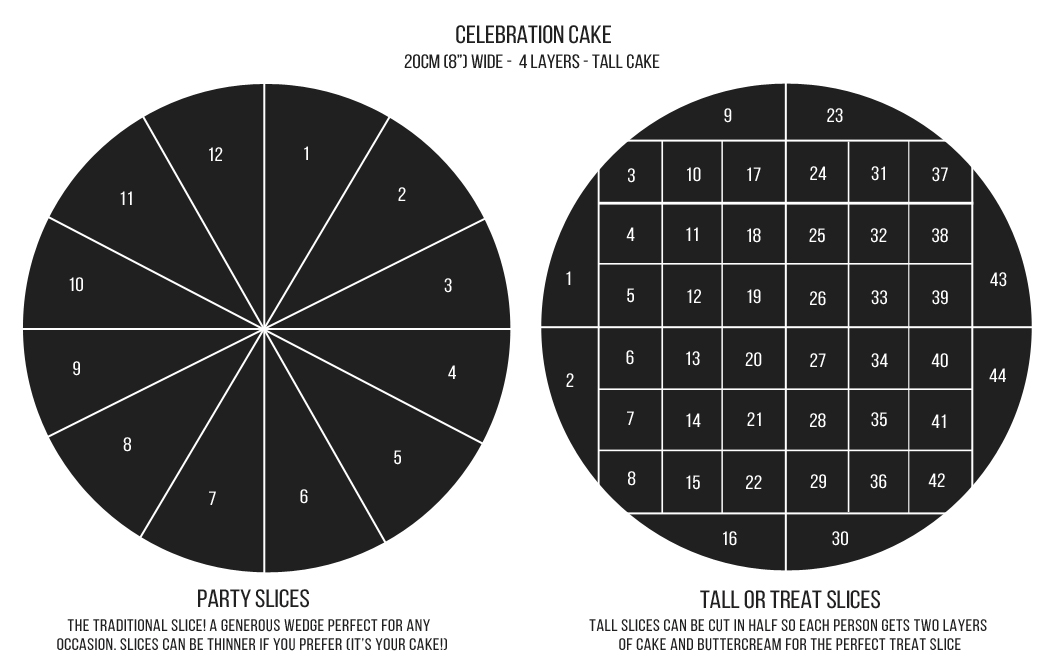 CELEBRATION CAKE
20CM (8") WIDE - 4 LAYERS - TALL CAKE
12 1
11 2
10 3
9 4
8 5
7 6
9 23
3 10 17 24 31 37
4 11 18 25 32 38
1 43
5 12 19 26 33 39
6 13 20 27 34 40
2 44
7 14 21 28 35 41
8 15 22 29 36 42
16 30
PARTY SLICES
THE TRADITIONAL SLICE! A GENEROUS WEDGE PERFECT FOR ANY
OCCASION. SLICES CAN BE THINNER IF YOU PREFER (IT'S YOUR CAKE!)
TALL OR TREAT SLICES
TALL SLICES CAN BE CUT IN HALF SO EACH PERSON GETS TWO LAYERS
OF CAKE AND BUTTERCREAM FOR THE PERFECT TREAT SLICE